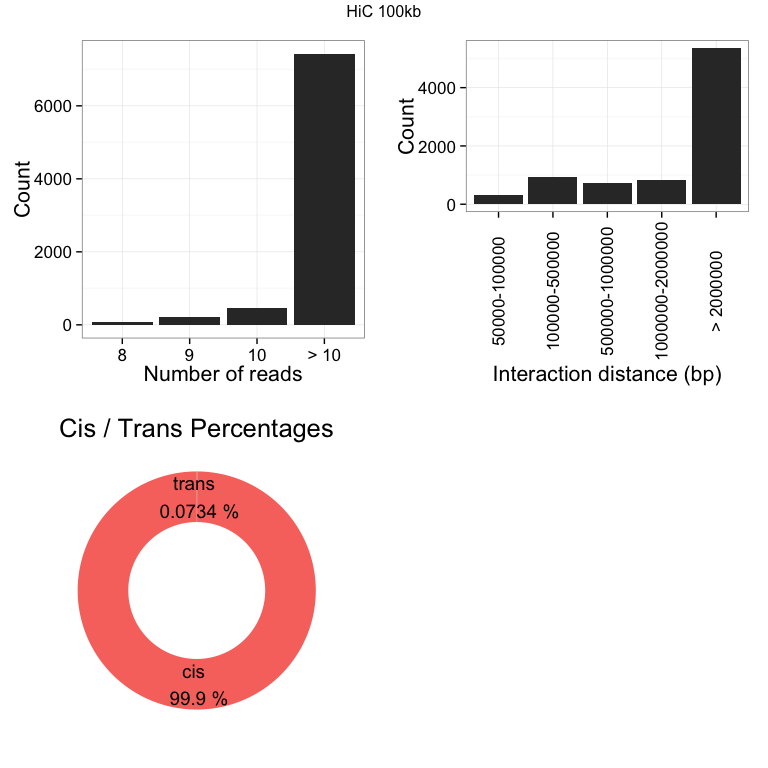 HiC 100kb
Count
6000
4000
2000
0
8 9 10 > 10
Number of reads
Count
4000
2000
0
50000-100000
100000-500000
500000-1000000
1000000-2000000
> 2000000
Interaction distance (bp)
Cis / Trans Percentages
trans
0.0734 %
cis
99.9 %